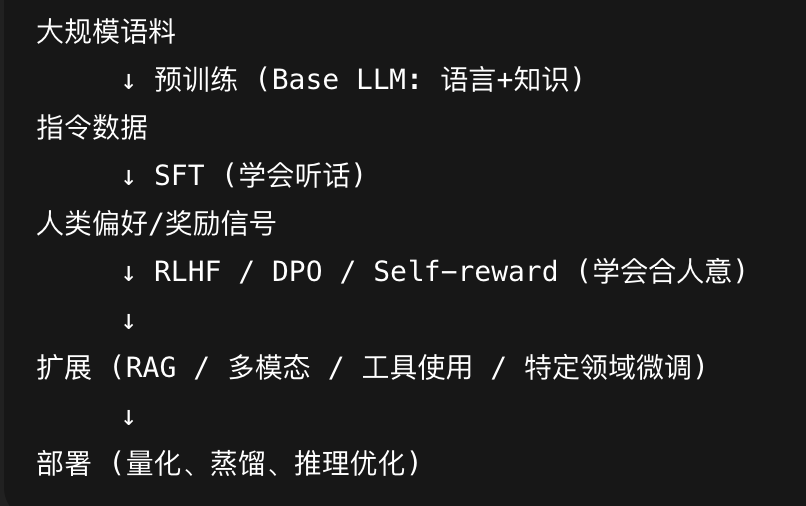 大规模语料
↓ 预训练 (Base LLM: 语言+知识)
指令数据
↓ SFT (学会听话)
人类偏好/奖励信号
↓ RLHF / DPO / Self-reward (学会合人意)
↓
扩展 (RAG / 多模态 / 工具使用 / 特定领域微调)
↓
部署 (量化、蒸馏、推理优化)